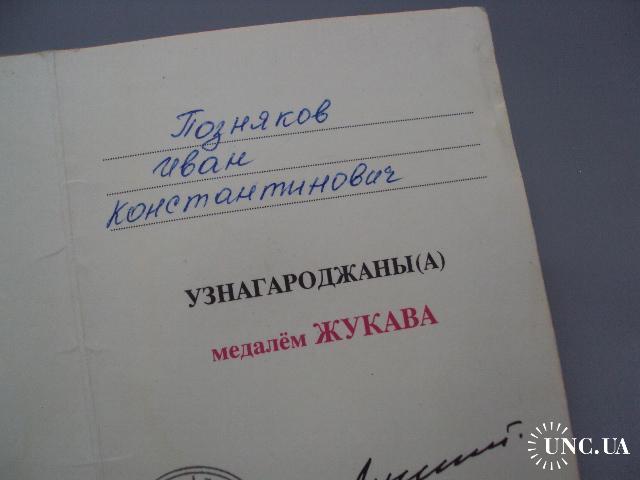 Позняков
Иван
Константинович
УЗНАГАРОДЖАНЫ(А)
медалём ЖУКАВА
UNC.UA